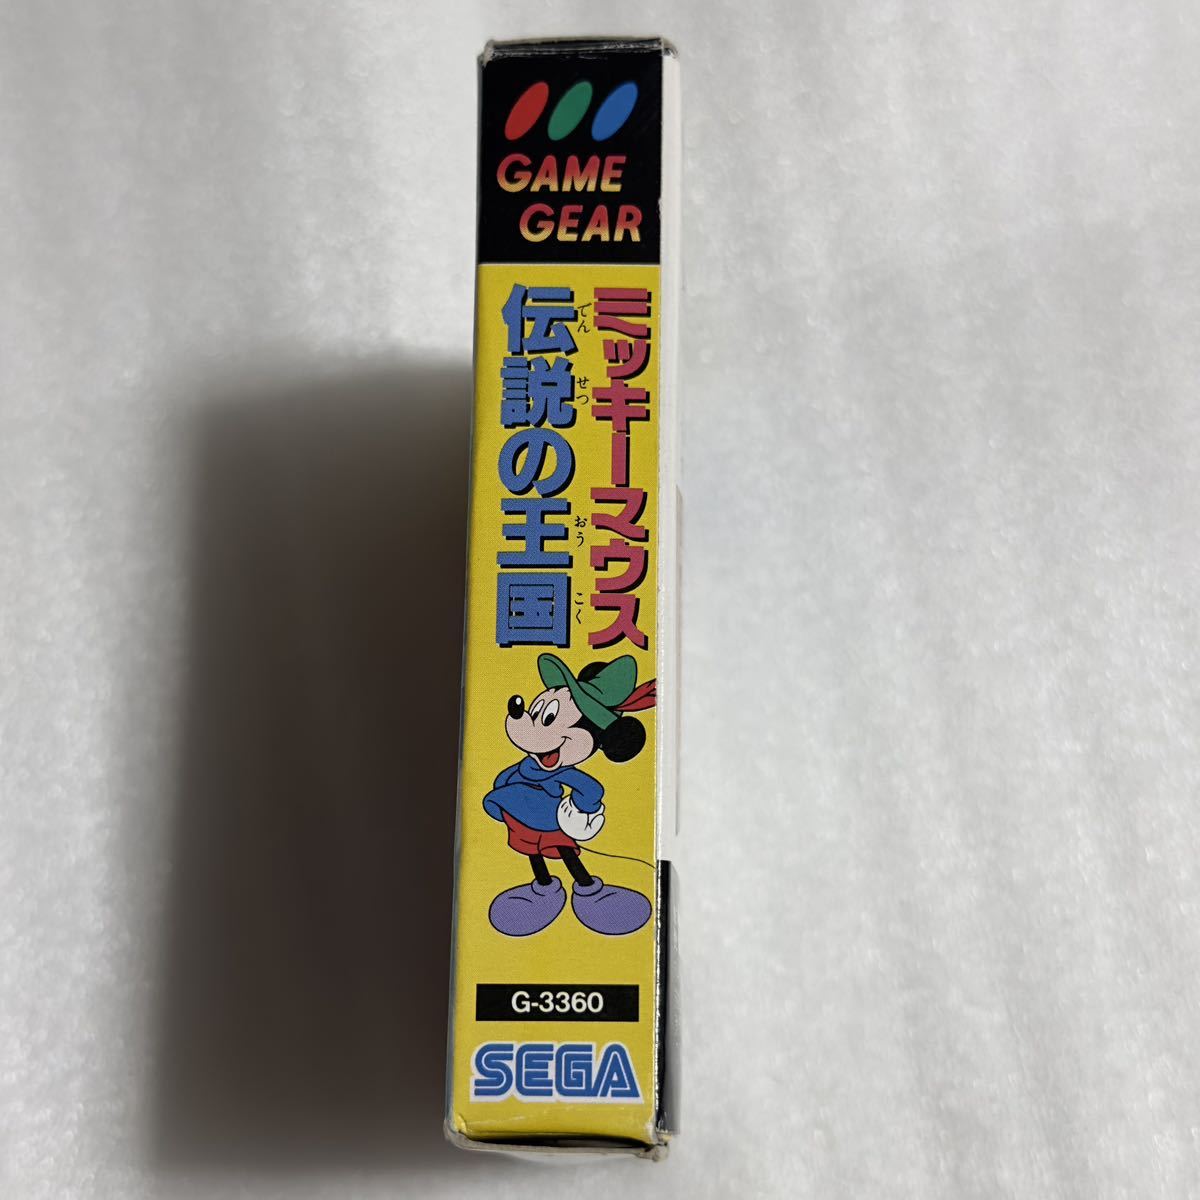 GAME
GEAR
ミッキーマウス
伝説の王国
でん
せつ
おう
こく
G-3360
SEGA